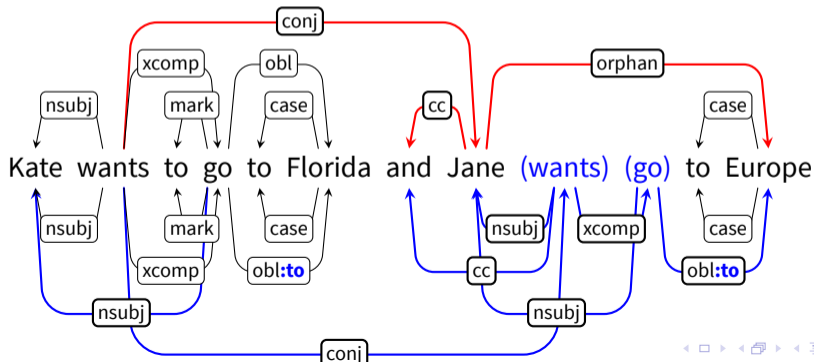 conj
xcomp obl orphan
nsubj mark case cc case
Kate wants to go to Florida and Jane (wants) (go) to Europe
nsubj mark case nsubj xcomp case
xcomp obl:to cc obl:to
nsubj nsubj
conj